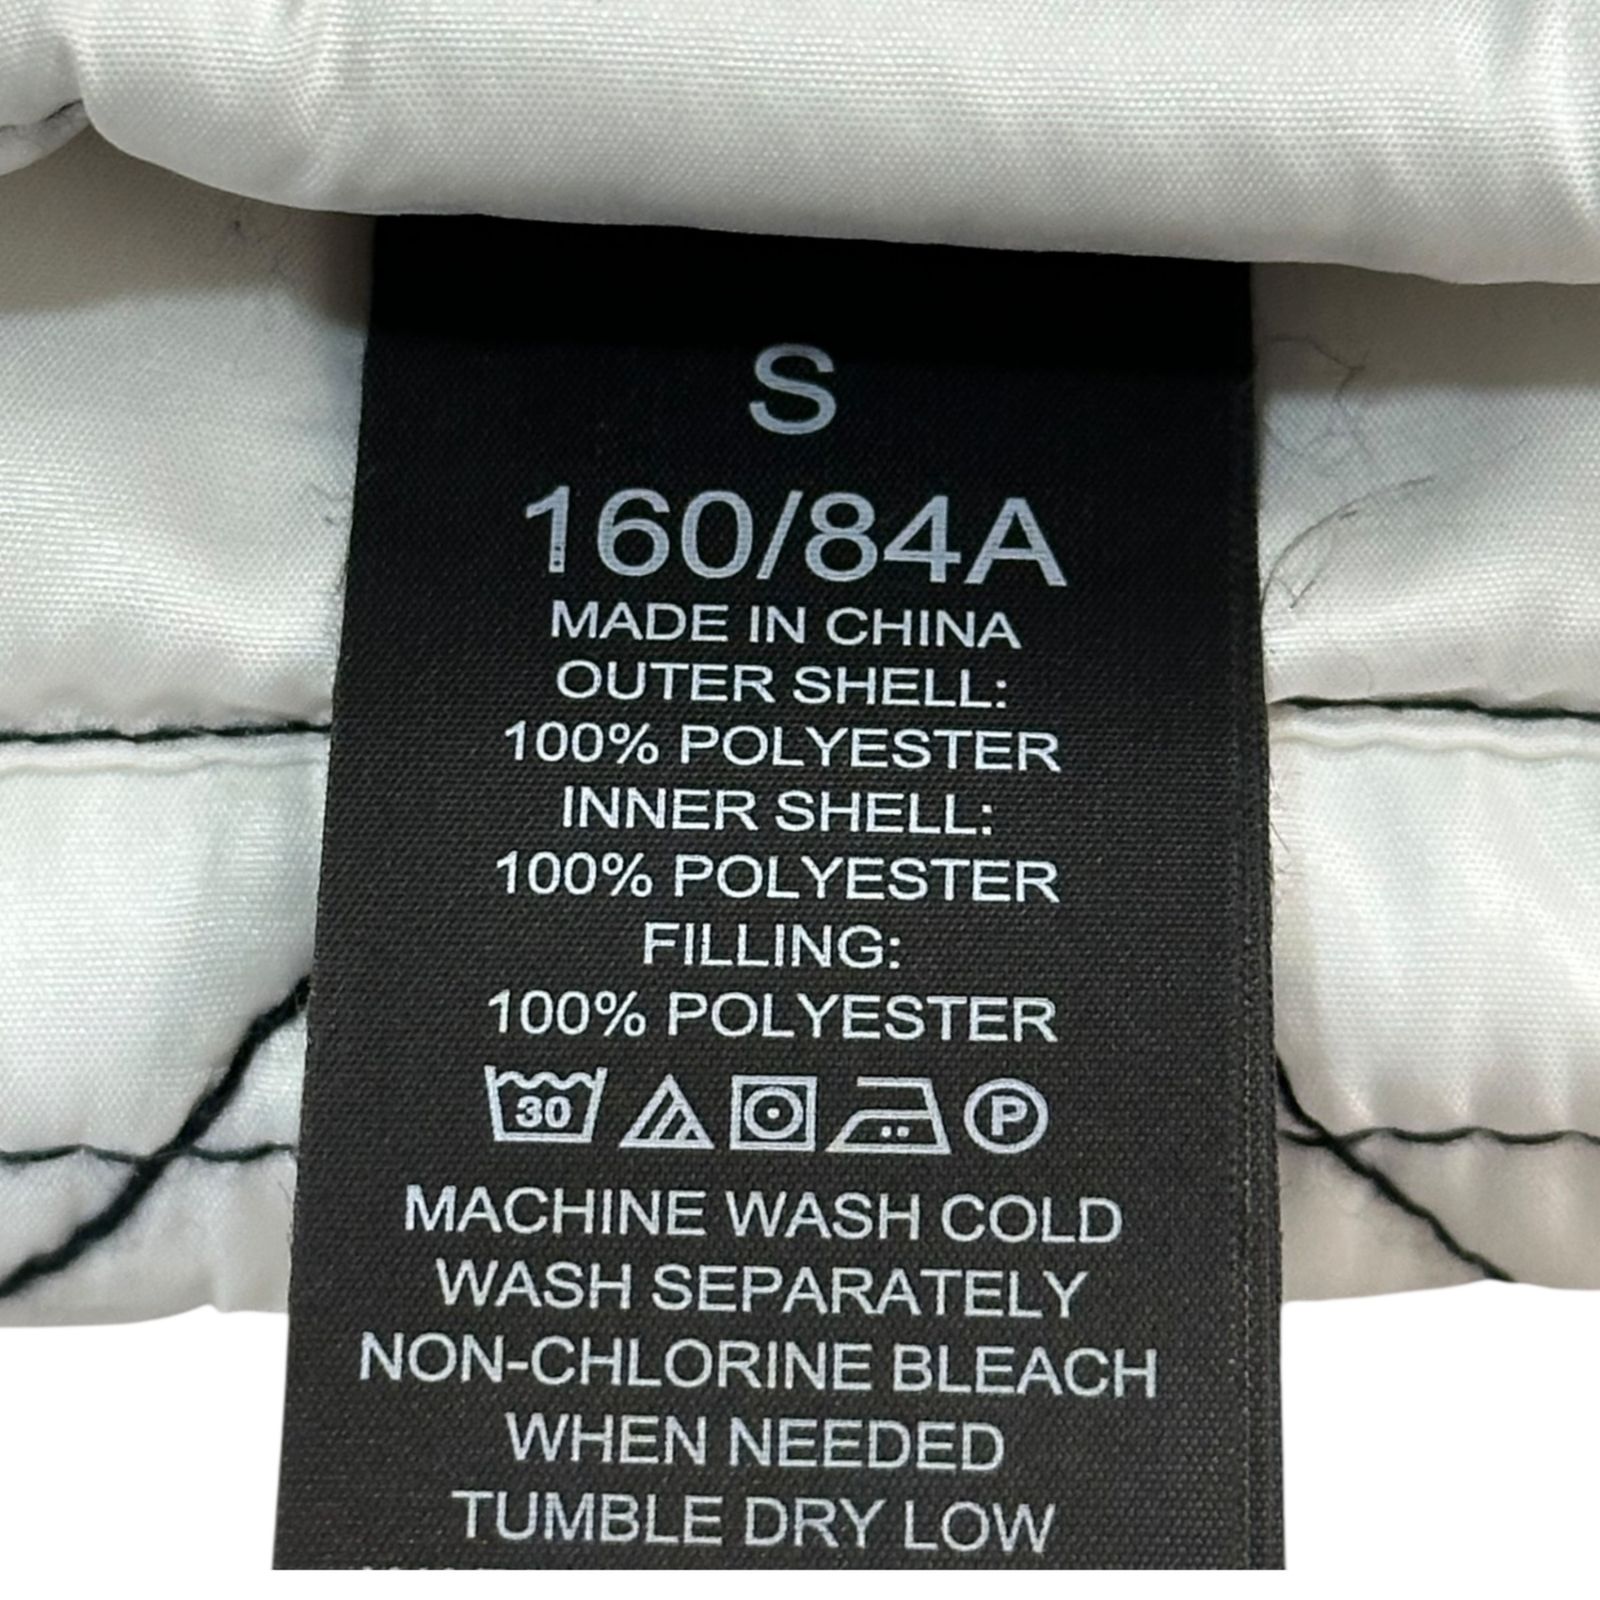 S
160/84A
MADE IN CHINA
OUTER SHELL:
100% POLYESTER
INNER SHELL:
100% POLYESTER
FILLING:
100% POLYESTER
30 P
MACHINE WASH COLD
WASH SEPARATELY
NON-CHLORINE BLEACH
WHEN NEEDED
TUMBLE DRY LOW